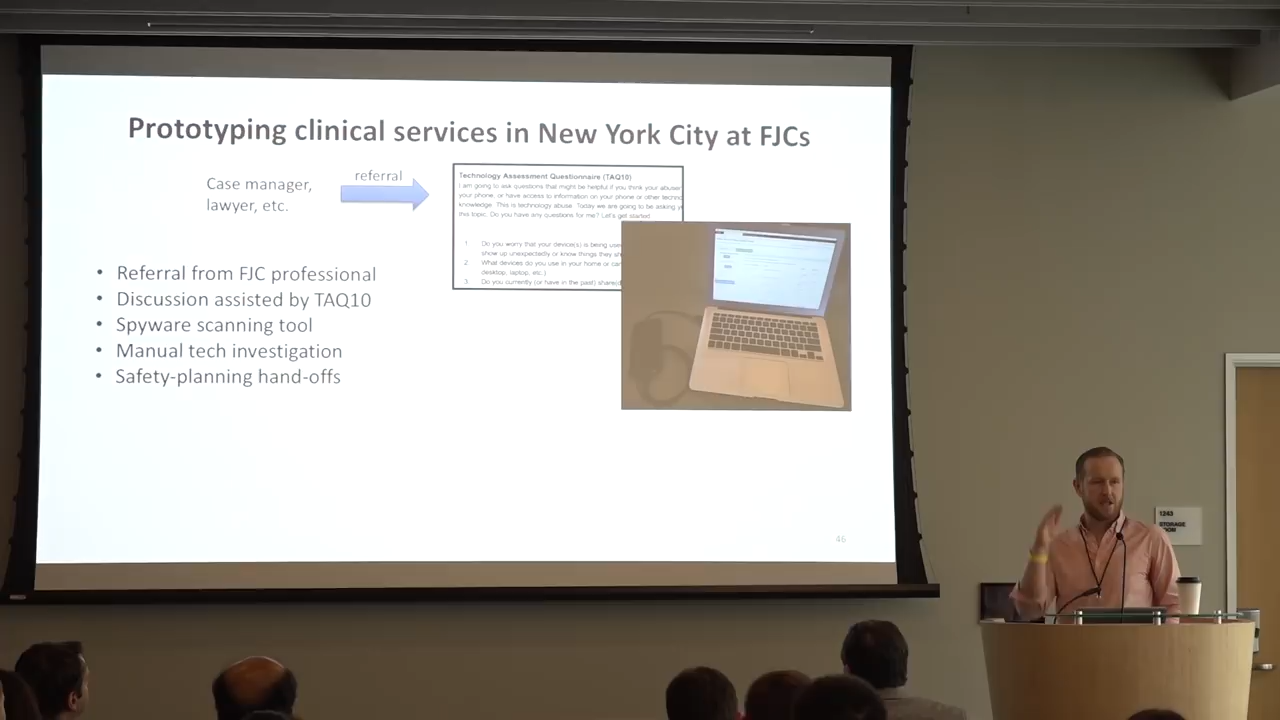 Prototyping clinical services in New York City at FJCs
Case manager,
lawyer, etc.
referral
Technology Assessment Questionnaire (TAQ10)
I am going to ask questions that might be helpful if you think your abuser
your phone, or have access to information on your phone or other techno
knowledge. This is technology abuse. Today we are going to be asking y
this topic. Do you have any questions for me? Let's get started
1 Do you worry that your device(s) is being use
show up unexpectedly or know things they sh
2 What devices do you use in your home or car
desktop, laptop, etc.)
3 Do you currently (or have in the past) share(d
• Referral from FJC professional
• Discussion assisted by TAQ10
• Spyware scanning tool
• Manual tech investigation
• Safety-planning hand-offs
46
1243
STORAGE
ROOM